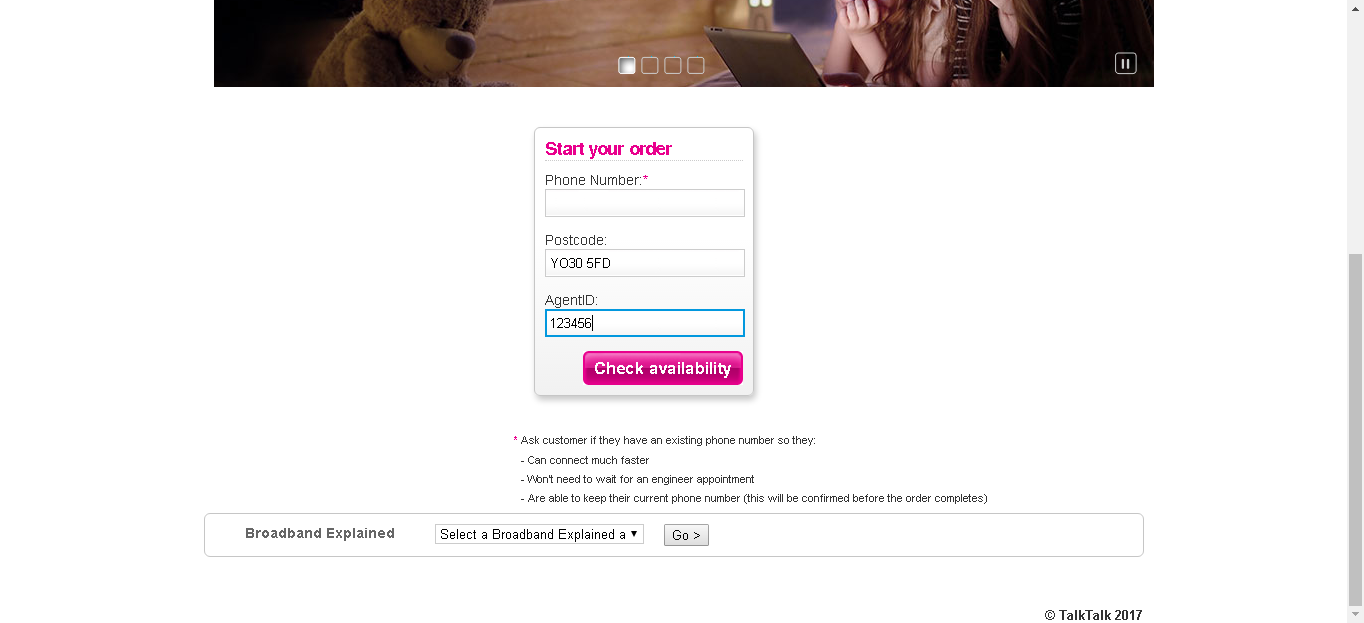 Start your order
Phone Number:*
Postcode:
YO30 5FD
AgentID:
123456
Check availability
* Ask customer if they have an existing phone number so they:
- Can connect much faster
- Won't need to wait for an engineer appointment
- Are able to keep their current phone number (this will be confirmed before the order completes)
Broadband Explained Select a Broadband Explained a Go >
© TalkTalk 2017